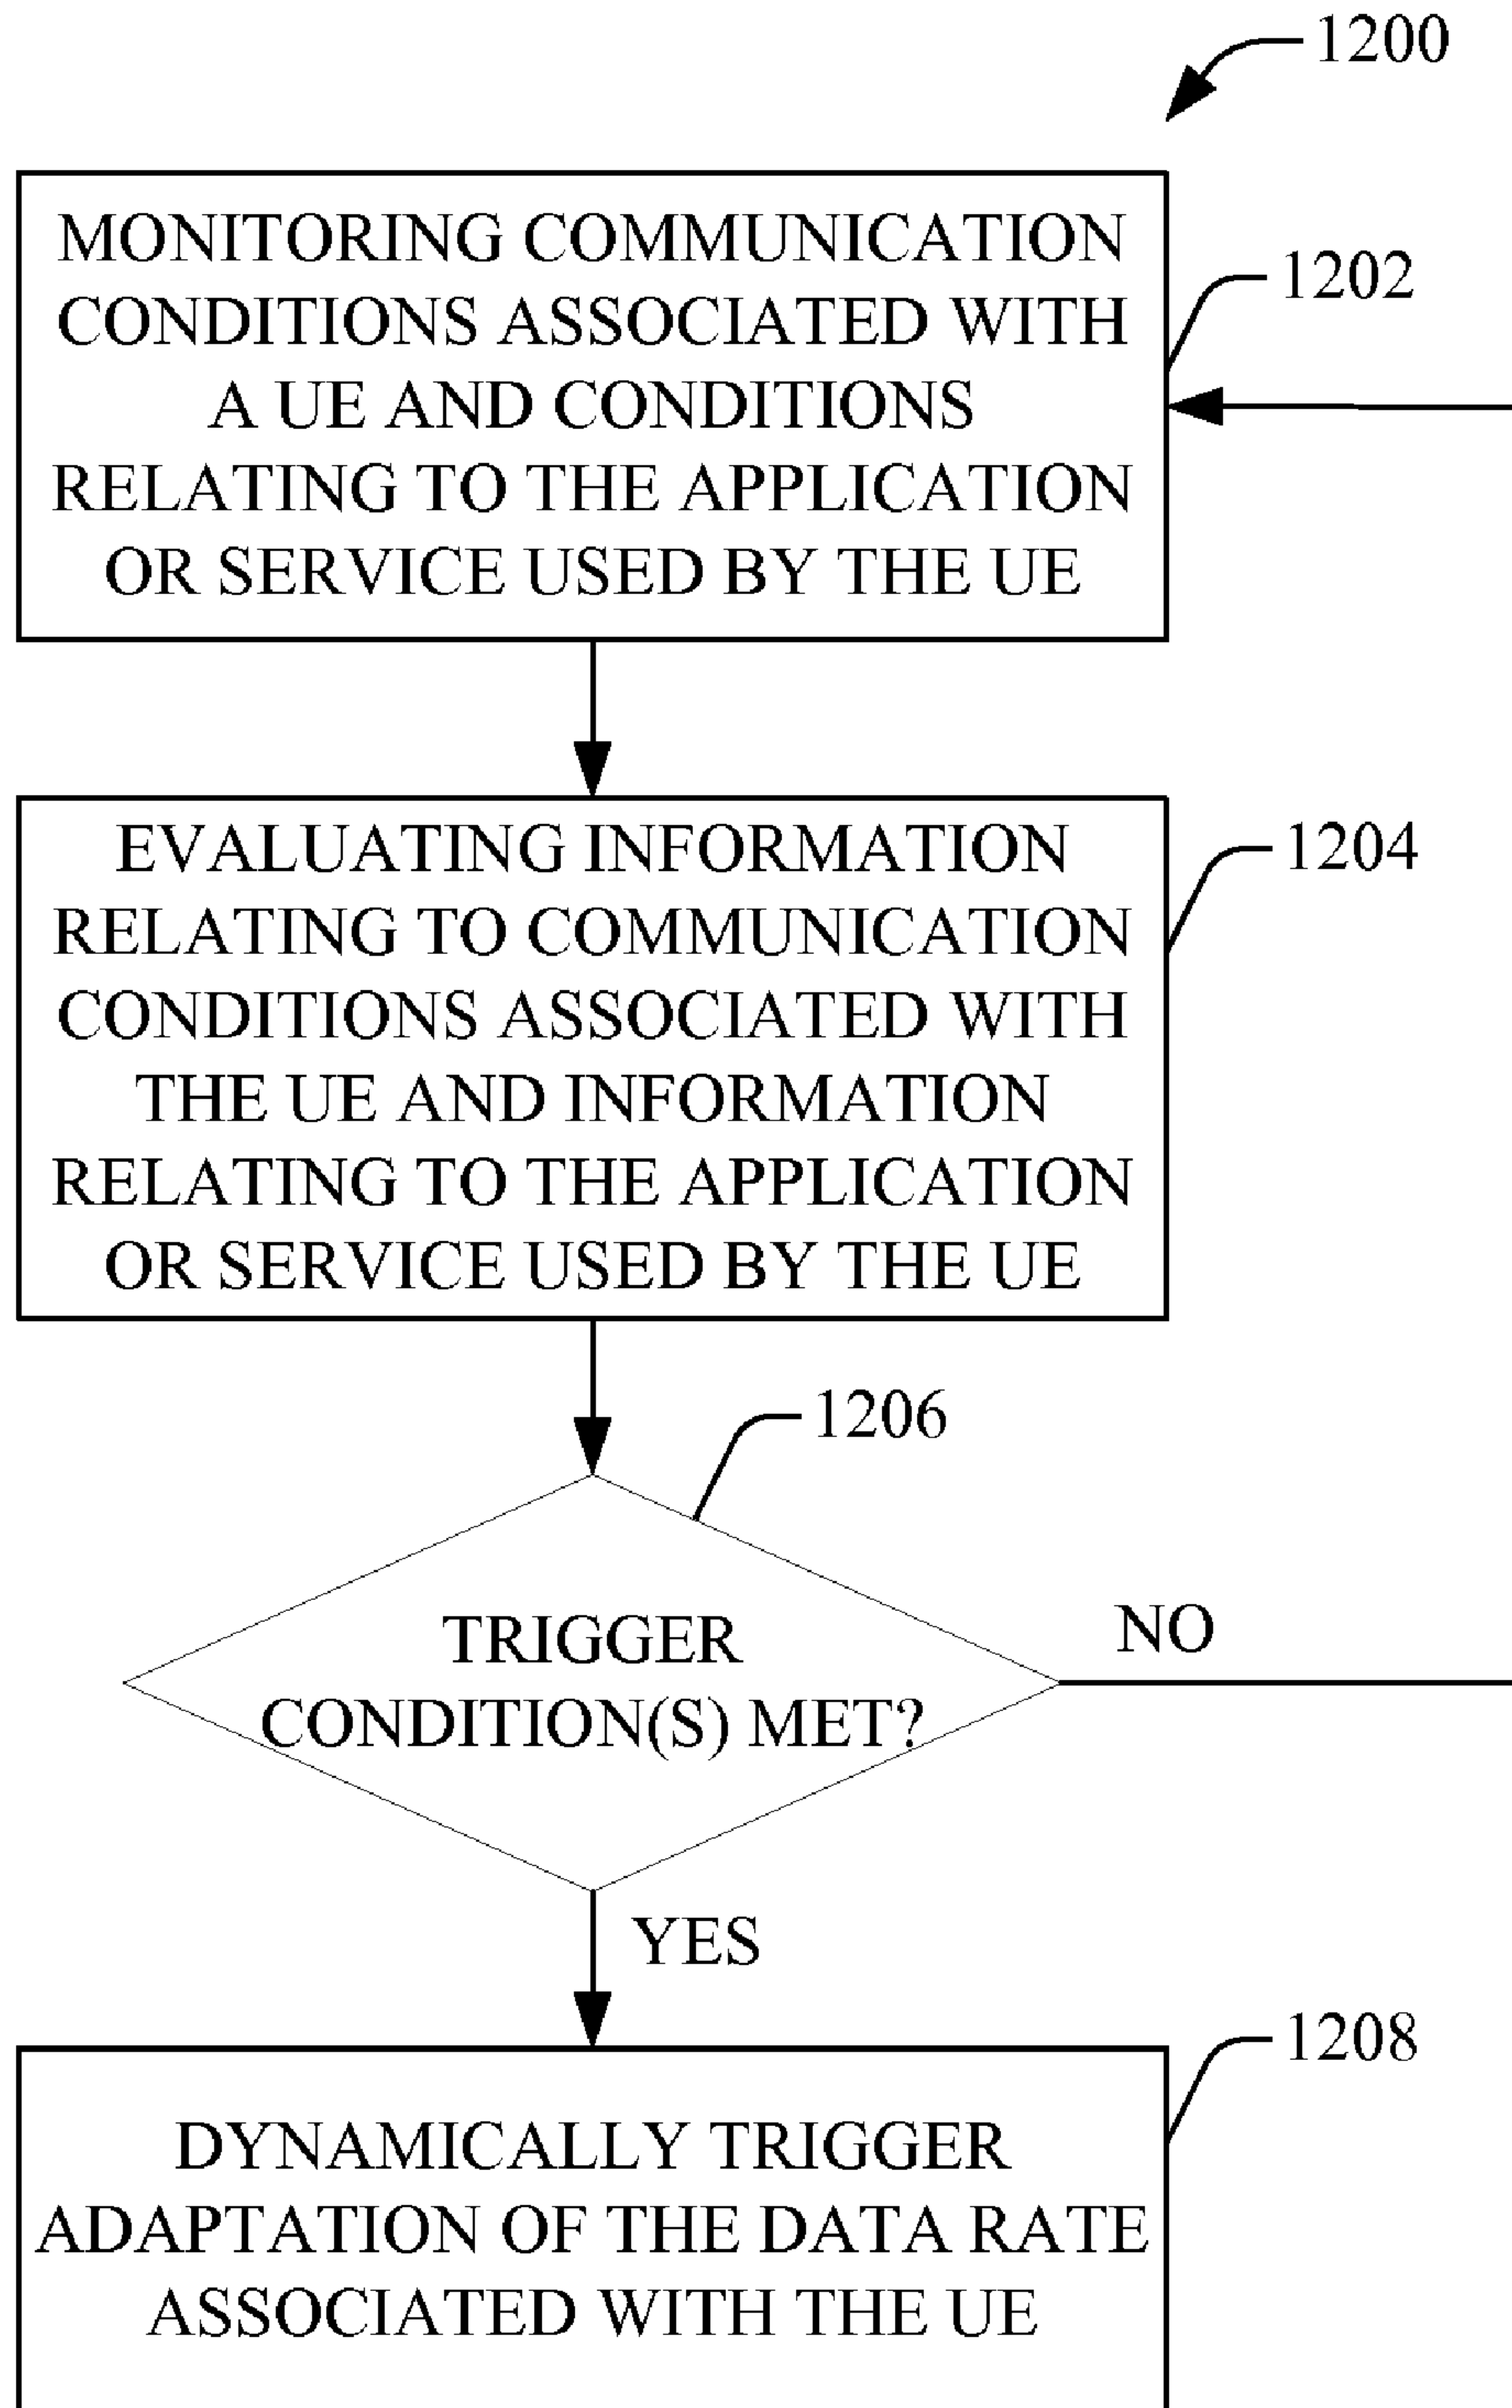 1200
MONITORING COMMUNICATION
CONDITIONS ASSOCIATED WITH
A UE AND CONDITIONS
RELATING TO THE APPLICATION
OR SERVICE USED BY THE UE
1202
EVALUATING INFORMATION
RELATING TO COMMUNICATION
CONDITIONS ASSOCIATED WITH
THE UE AND INFORMATION
RELATING TO THE APPLICATION
OR SERVICE USED BY THE UE
1204
1206
TRIGGER
CONDITION(S) MET?
NO
YES
1208
DYNAMICALLY TRIGGER
ADAPTATION OF THE DATA RATE
ASSOCIATED WITH THE UE